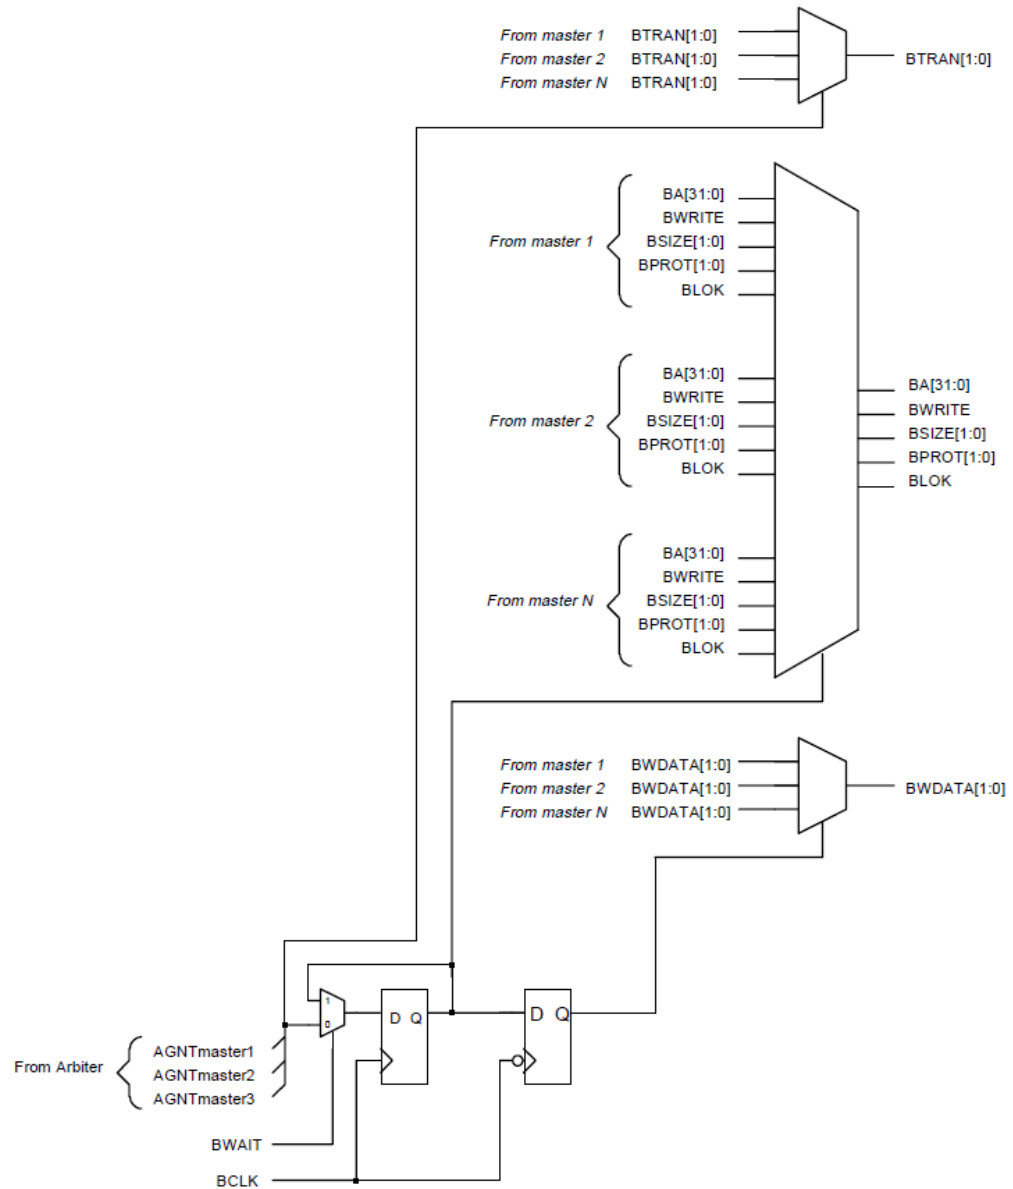 From master 1 BTRAN[1:0]
From master 2 BTRAN[1:0] BTRAN[1:0]
From master N BTRAN[1:0]
BA[31:0]
BWRITE
From master 1 BSIZE[1:0]
BPROT[1:0]
BLOK
BA[31:0]
BWRITE
From master 2 BSIZE[1:0]
BPROT[1:0]
BLOK
BA[31:0]
BWRITE
BSIZE[1:0]
BPROT[1:0]
BLOK
BA[31:0]
BWRITE
From master N BSIZE[1:0]
BPROT[1:0]
BLOK
From master 1 BWDATA[1:0]
From master 2 BWDATA[1:0] BWDATA[1:0]
From master N BWDATA[1:0]
1
0
D Q
D Q
From Arbiter
AGNTmaster1
AGNTmaster2
AGNTmaster3
BWAIT
BCLK